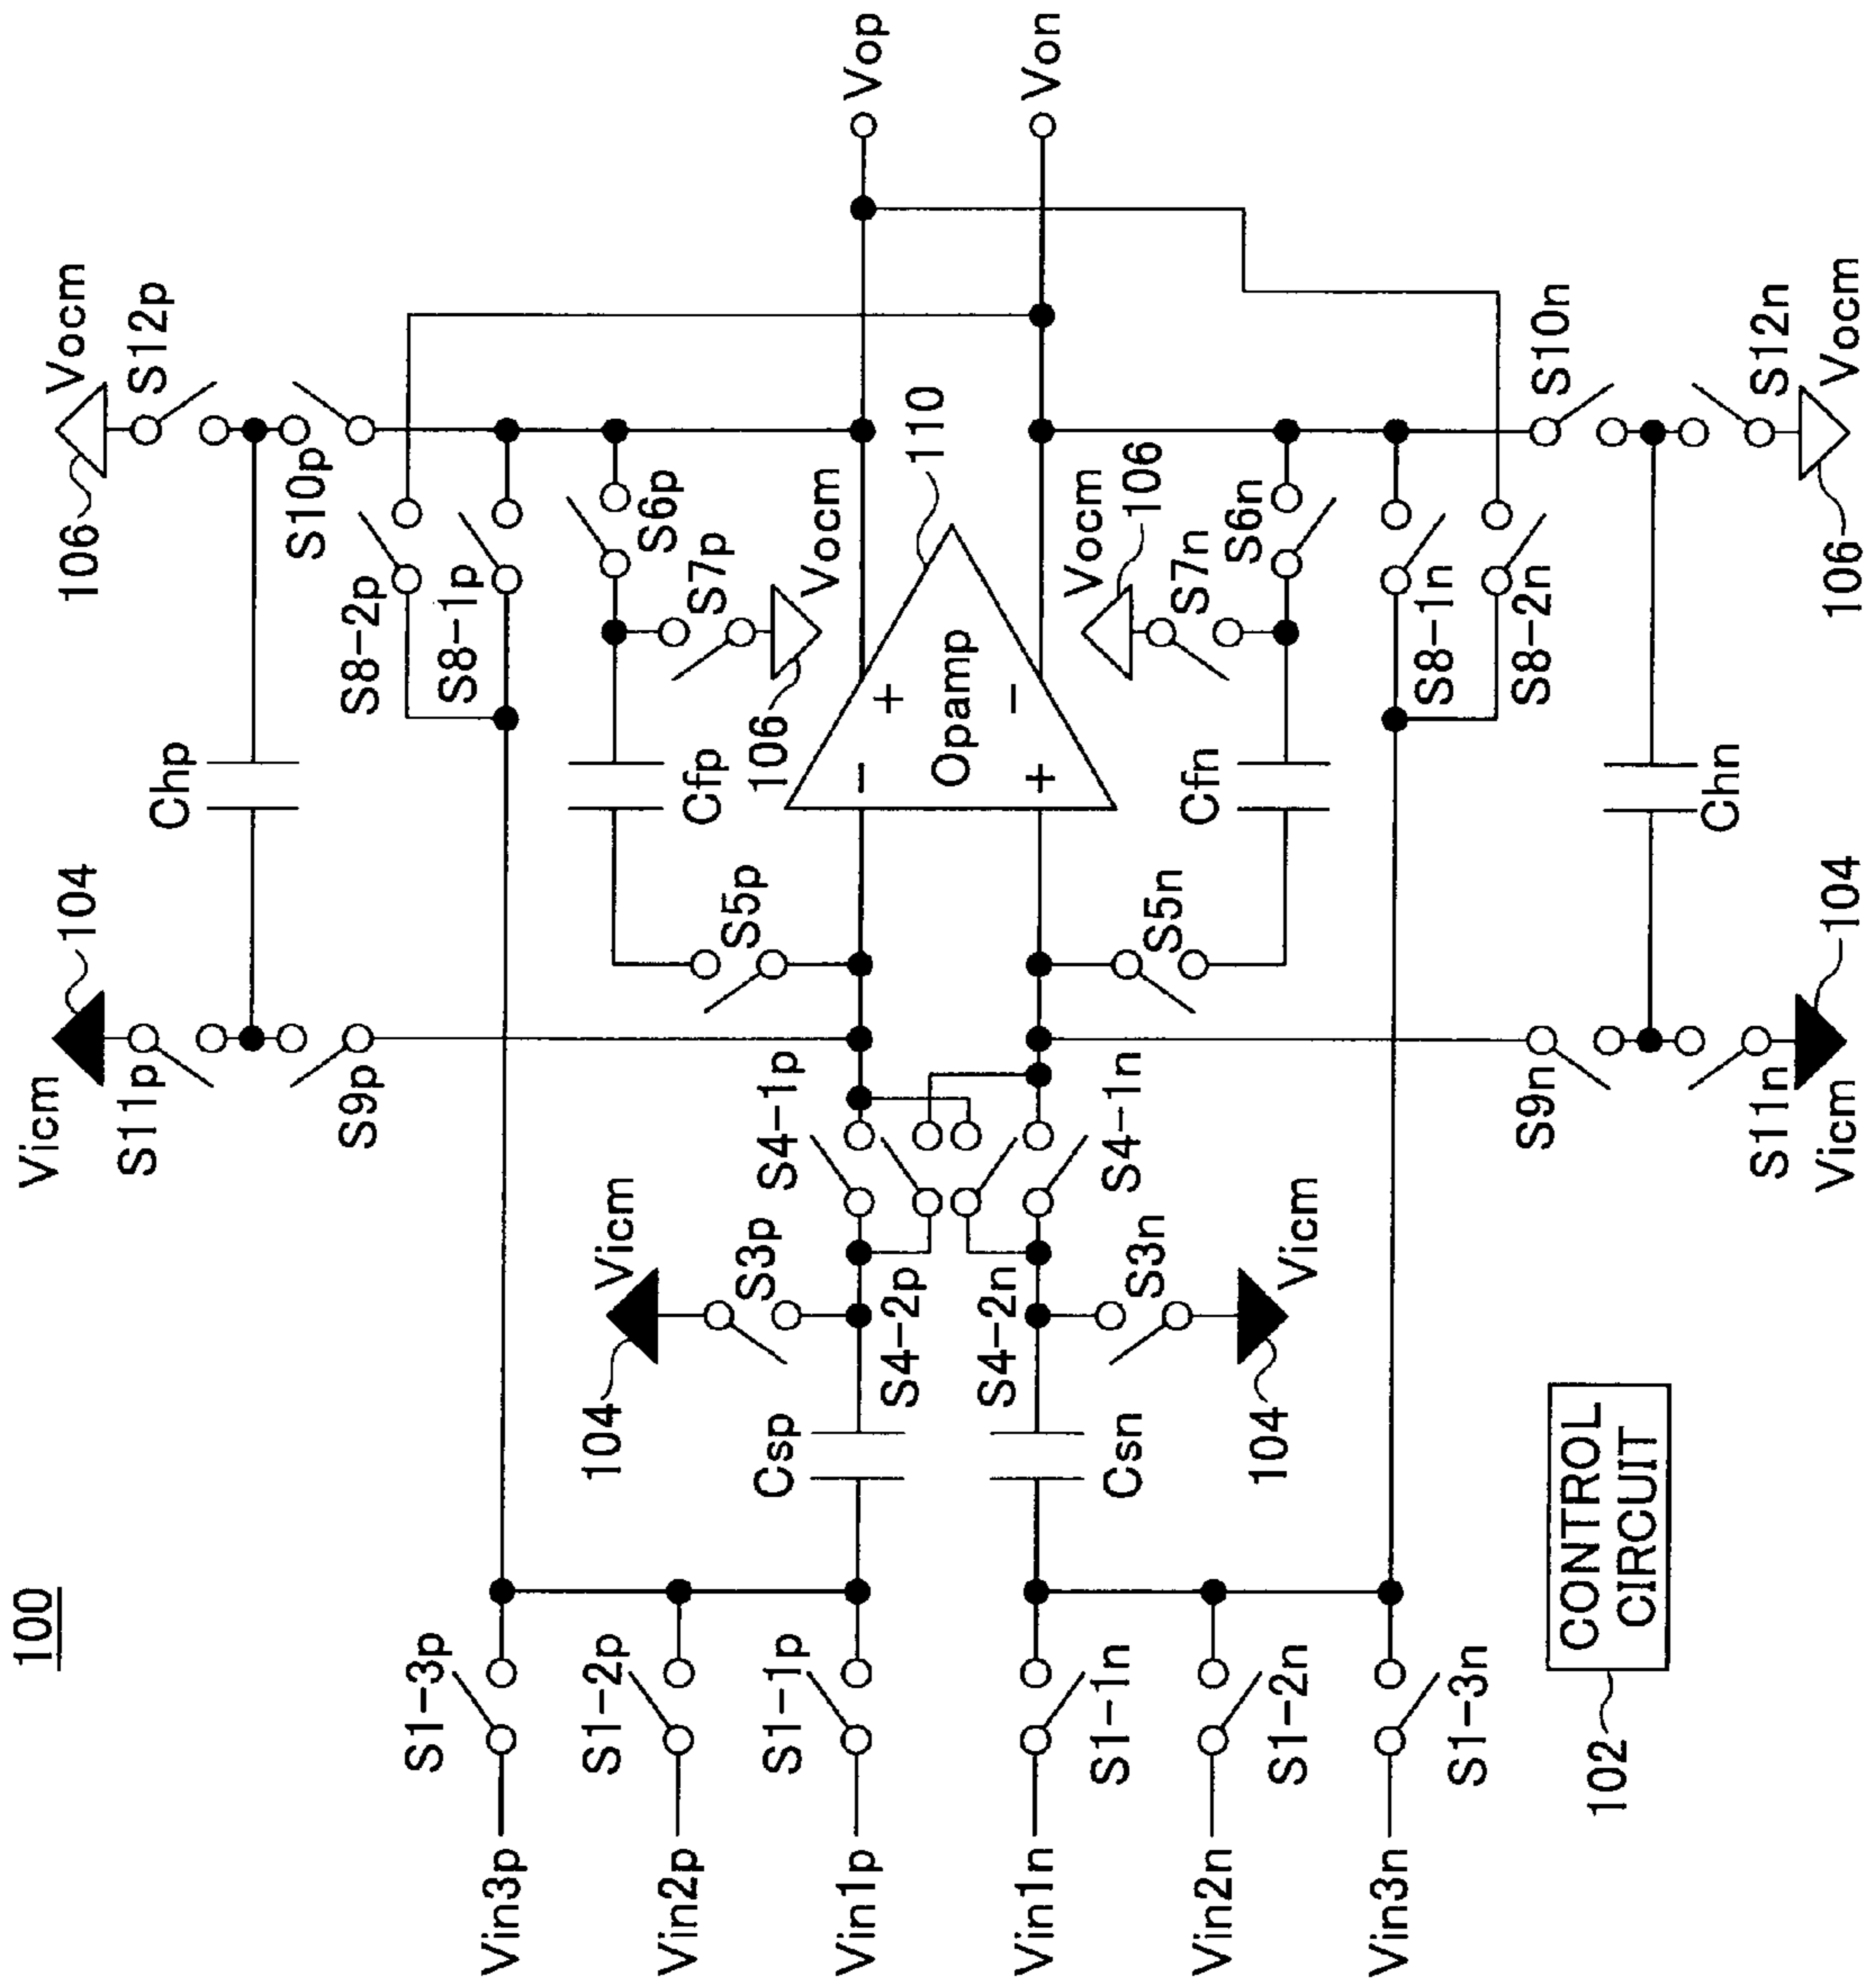 100
Vicm
104
Chp
106
Vocm
S11p
S12p
S9p
S10p
S8-2p
S8-1p
S1-3p
Vin3p
S1-2p
Vin2p
S1-1p
Vin1p
104
Vicm
S3p
Csp
S4-1p
S4-2p
S5p
Cfp
S6p
S7p
106
Vocm
110
Vop
-
+
Opamp
+
-
Von
S4-2n
S4-1n
Csn
S3n
104
Vicm
S5n
Cfn
Vocm
106
S7n
S6n
Vin1n
S1-1n
Vin2n
S1-2n
Vin3n
S1-3n
S8-1n
S8-2n
S9n
S10n
Chn
S11n
S12n
Vicm
104
106
Vocm
102
CONTROL
CIRCUIT